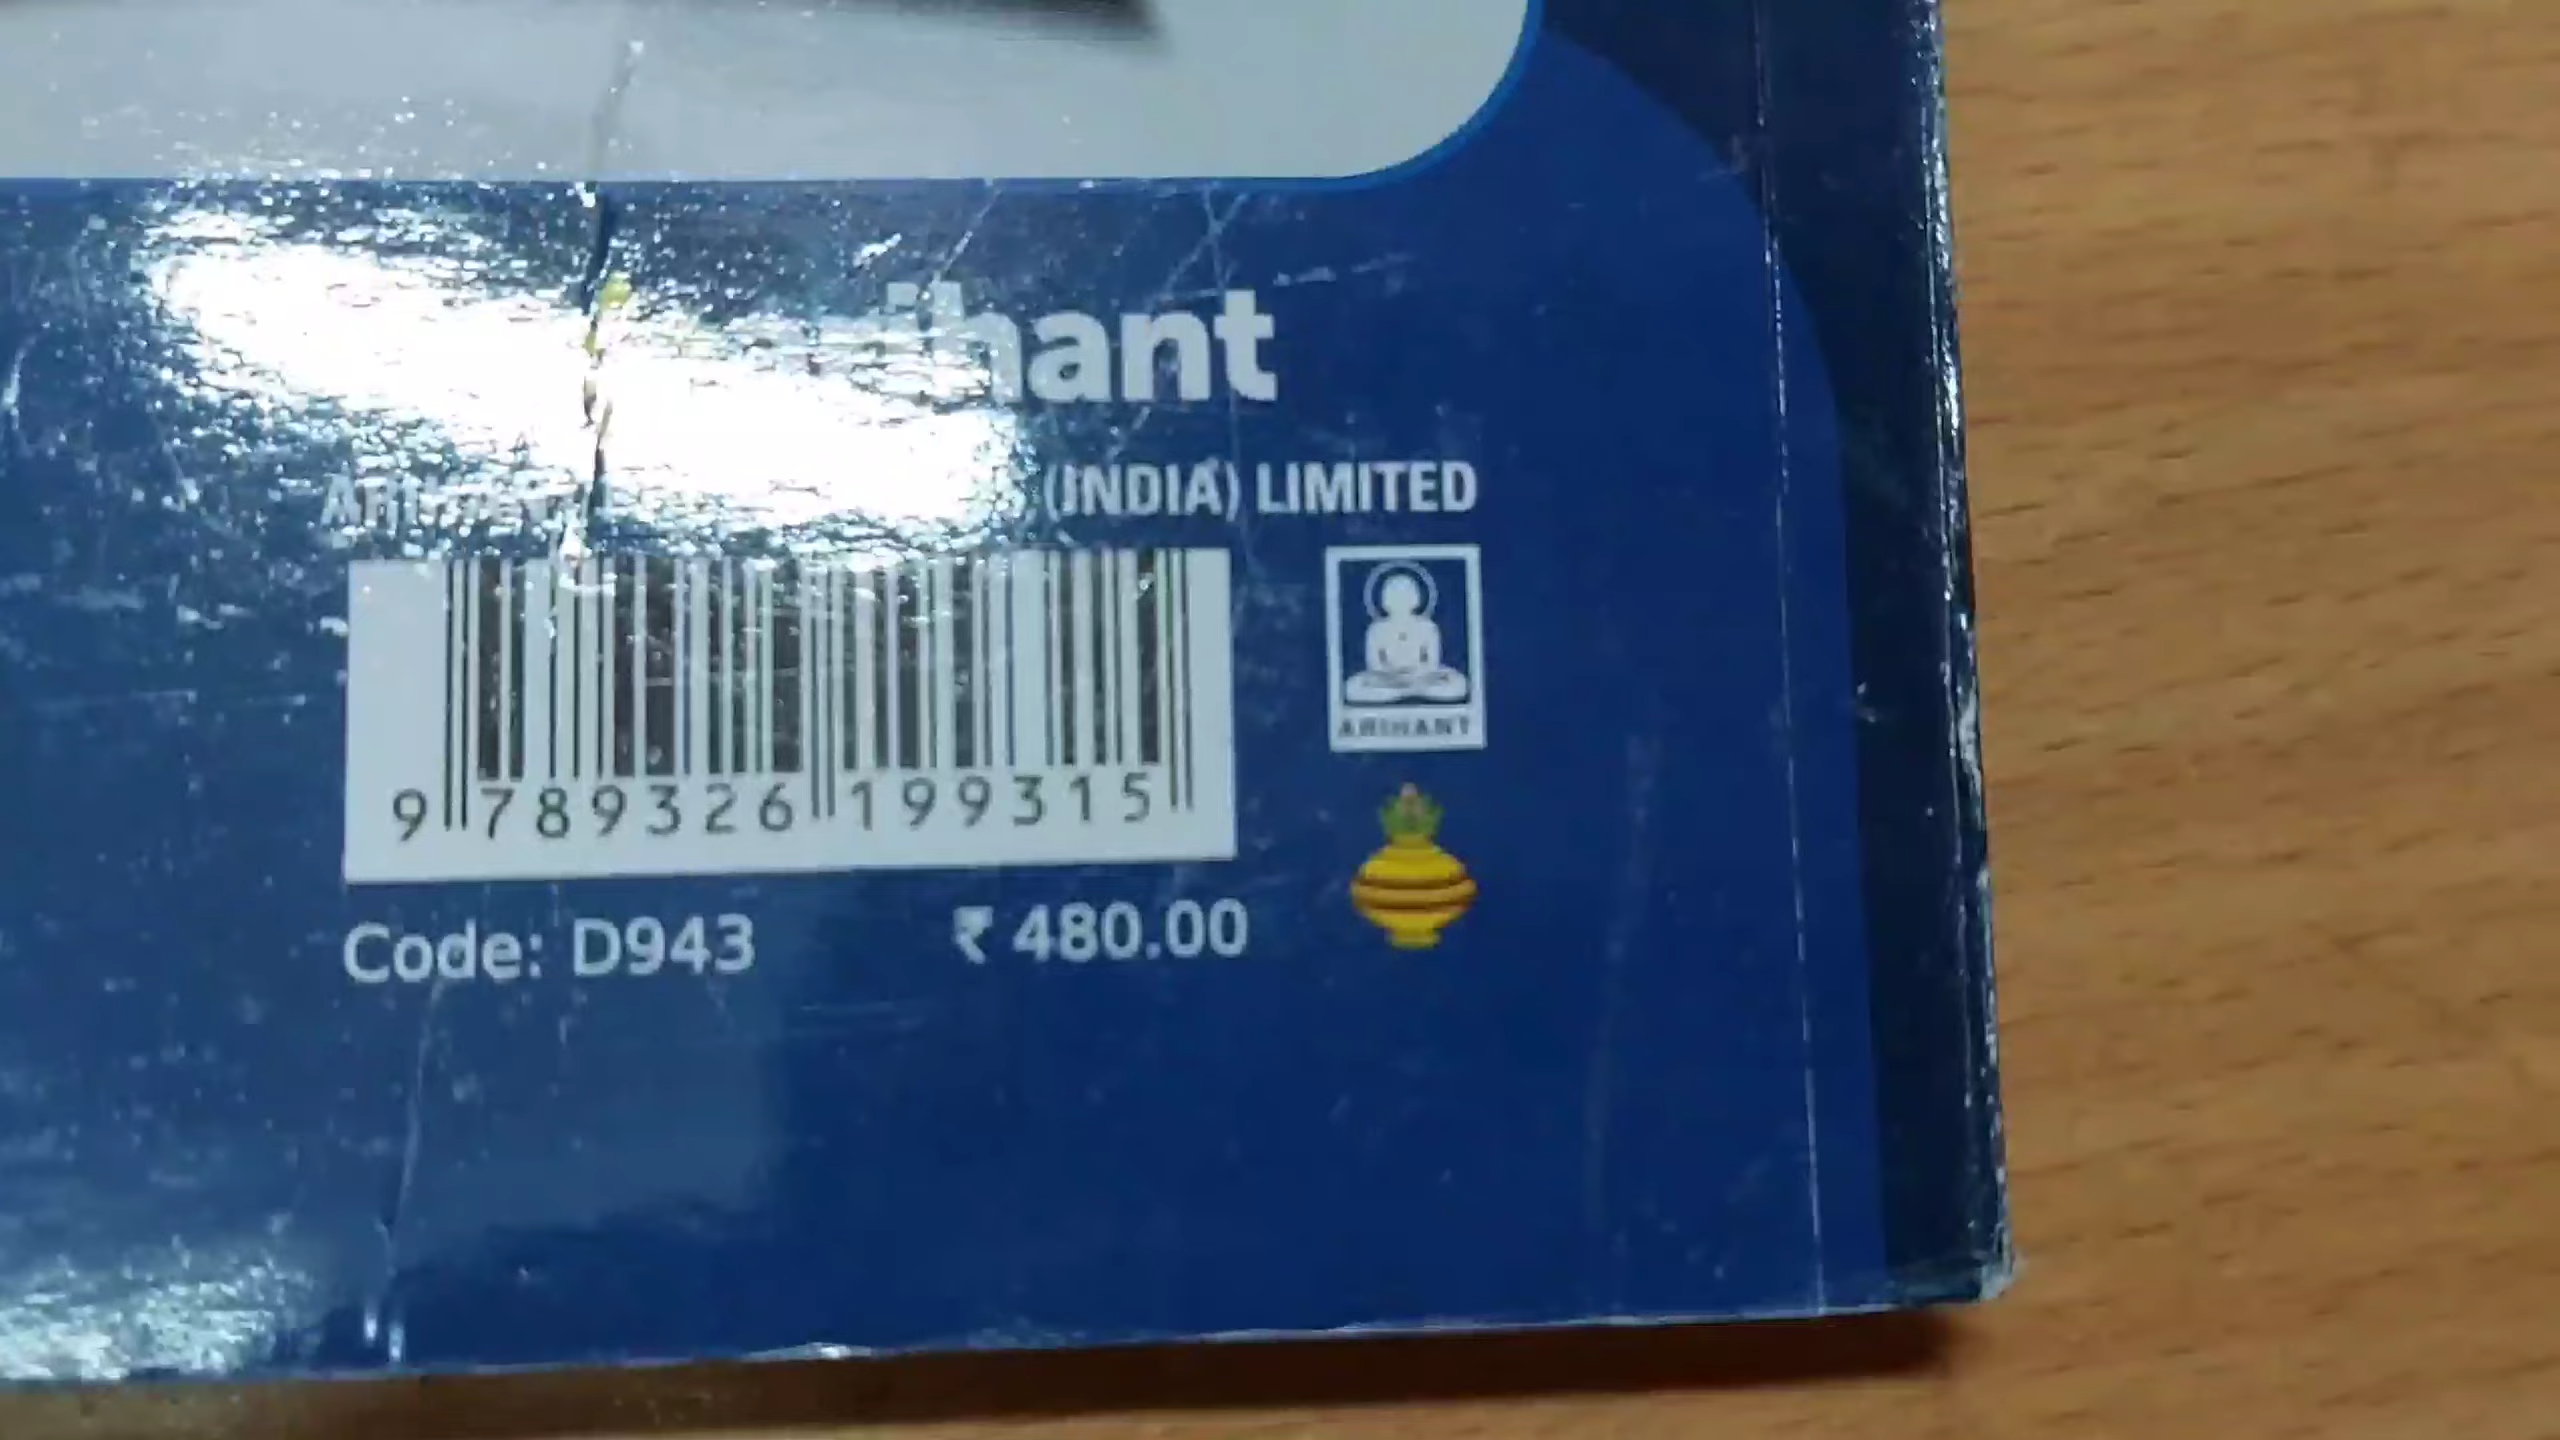 ihant
(INDIA) LIMITED
ARIHANT
9 789326 199315
Code: D943 ₹ 480.00